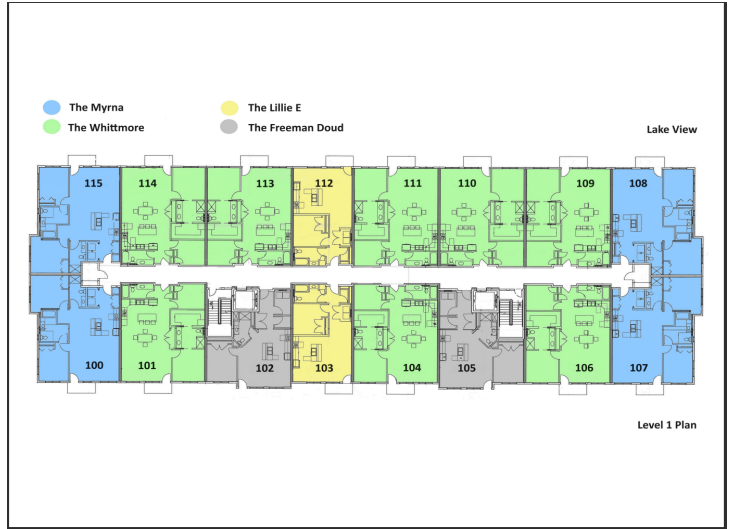 The Myrna
The Lillie E
The Whittmore
The Freeman Doud
Lake View
115 114 113 112 111 110 109 108
100 101 102 103 104 105 106 107
Level 1 Plan